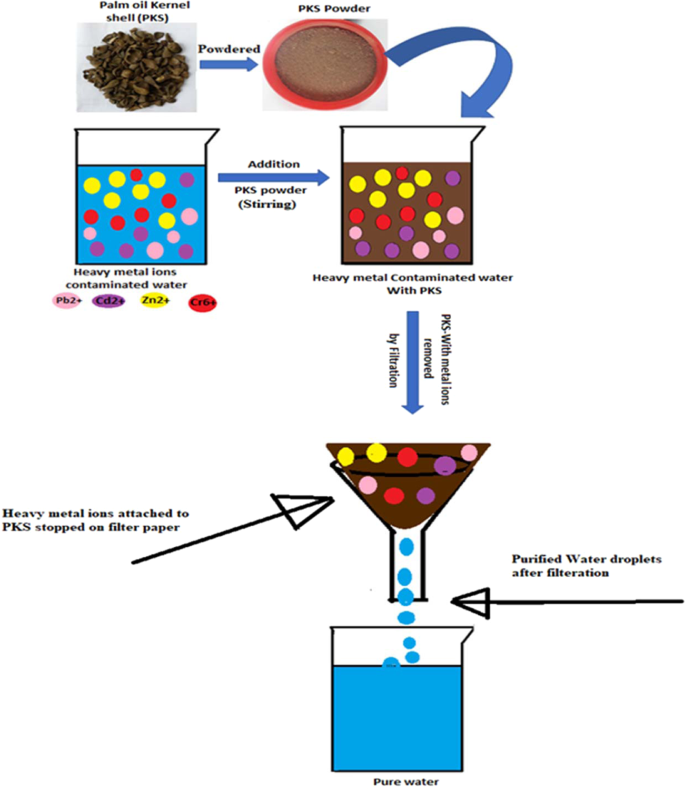 Palm oil Kernel
shell (PKS)
PKS Powder
Powdered
Addition
PKS powder
(Stirring)
Heavy metal ions
contaminated water
Pb2+ Cd2+ Zn2+ Cr6+
Heavy metal Contaminated water
With PKS
PKS-With metal ions
removed
by Filtration
Heavy metal ions attached to
PKS stopped on filter paper
Purified Water droplets
after filteration
Pure water